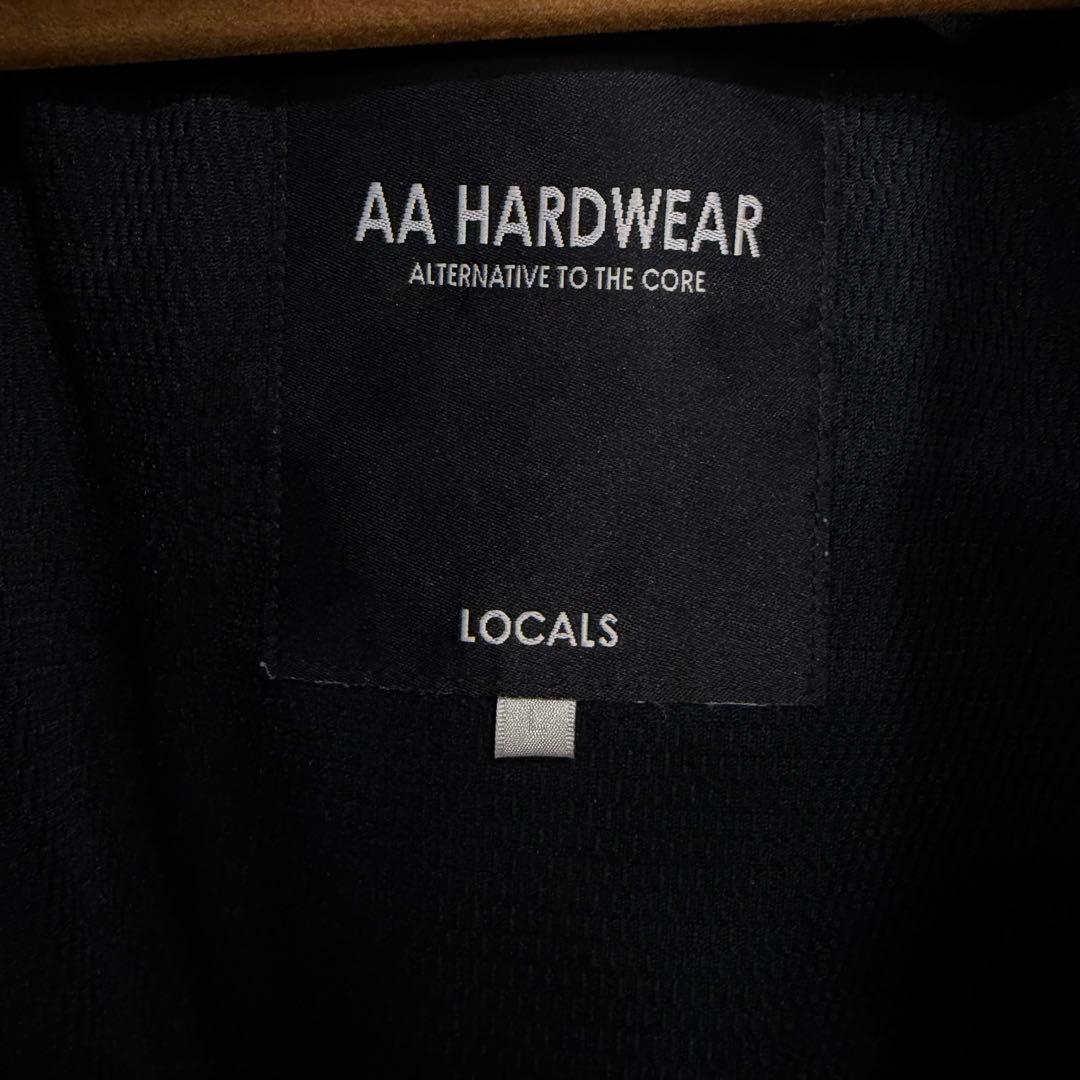 AA HARDWEAR
ALTERNATIVE TO THE CORE
LOCALS
L